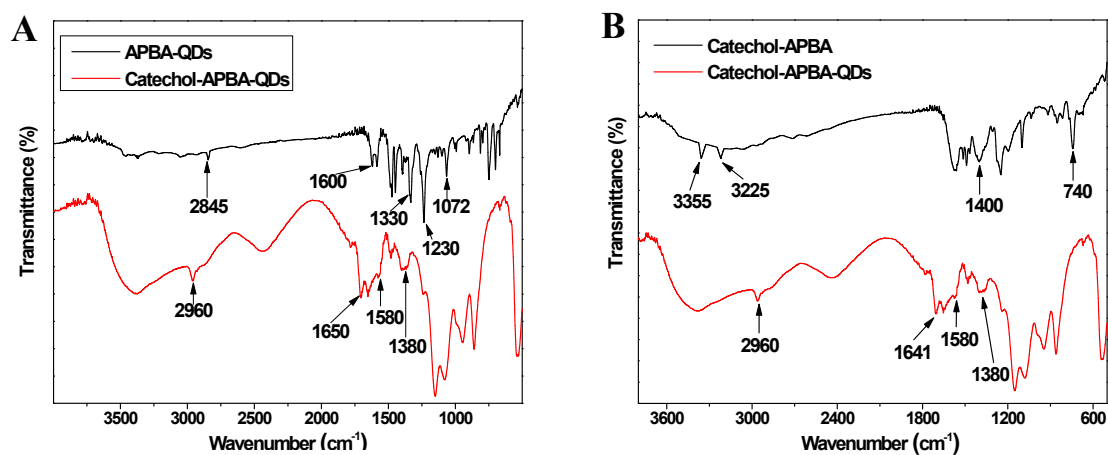 A
APBA-QDs
Catechol-APBA-QDs
Transmittance (%)
2845
1600
1330
1072
1230
2960
1650
1580
1380
3500 3000 2500 2000 1500 1000
Wavenumber (cm-1)
B
Catechol-APBA
Catechol-APBA-QDs
Transmittance (%)
3355
3225
1400
740
2960
1641
1580
1380
3800 3000 2400 1800 1200 600
Wavenumber (cm-1)